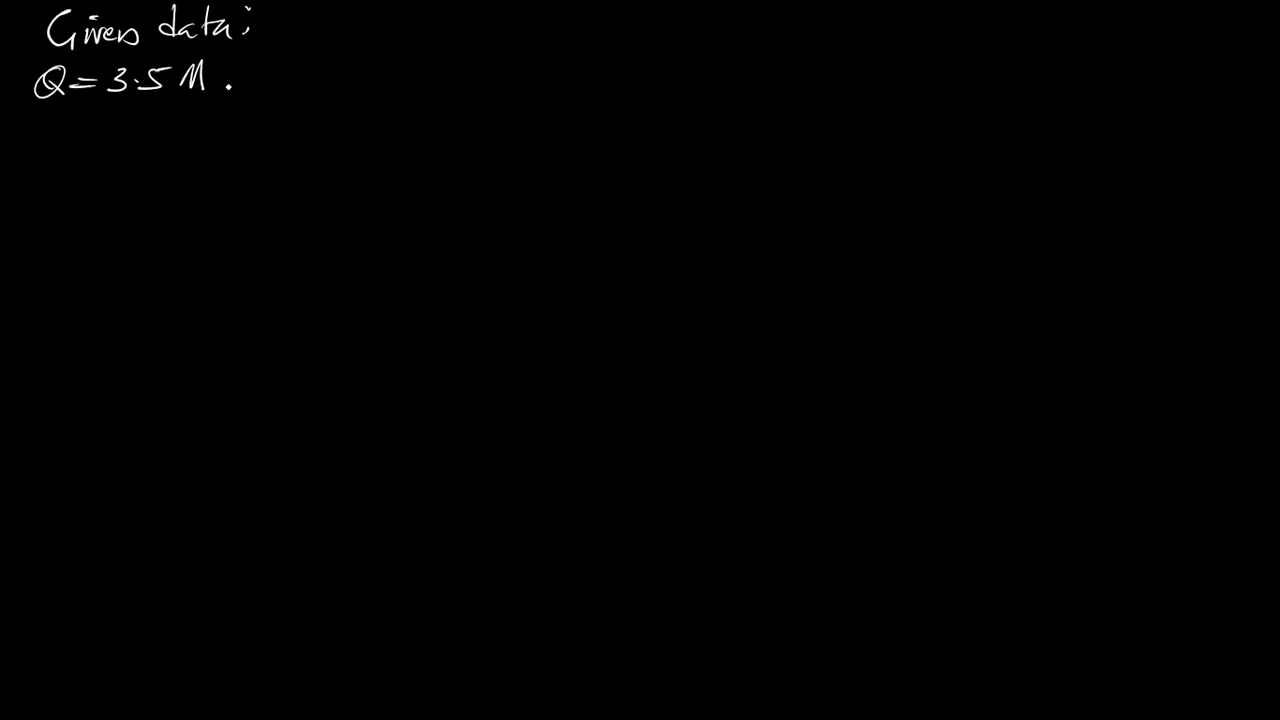 Given data;
Q = 3.5 M.